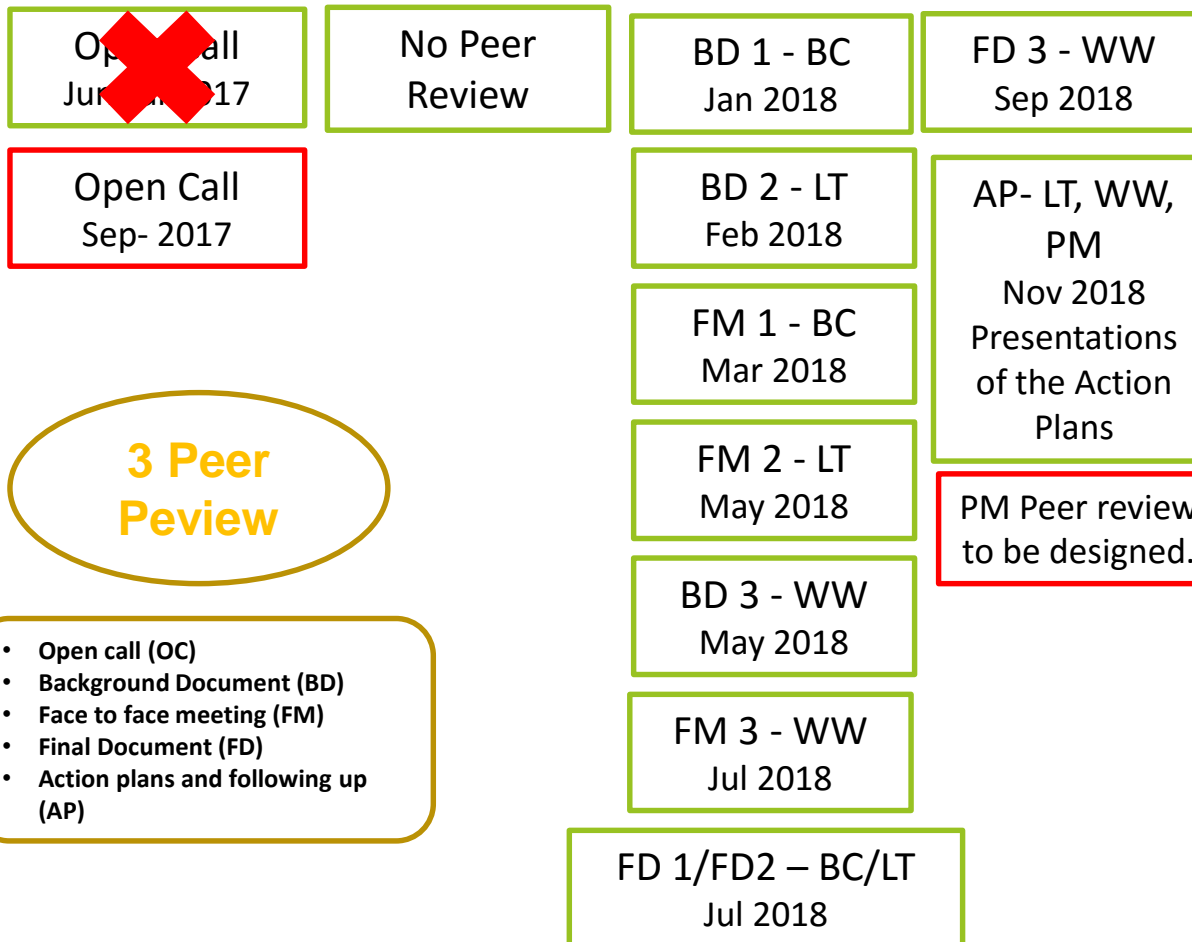 17
Open Call
Sep- 2017
3 Peer
Peview
• Open call (OC)
• Background Document (BD)
• Face to face meeting (FM)
• Final Document (FD)
• Action plans and following up
(AP)
No Peer
Review
BD 1 - BC
Jan 2018
BD 2 - LT
Feb 2018
FM 1 - BC
Mar 2018
FM 2 - LT
May 2018
BD 3 - WW
May 2018
FM 3 - WW
Jul 2018
FD 1/FD2 – BC/LT
Jul 2018
FD 3 - WW
Sep 2018
AP- LT, WW,
PM
Nov 2018
Presentations
of the Action
Plans
PM Peer review
to be designed.